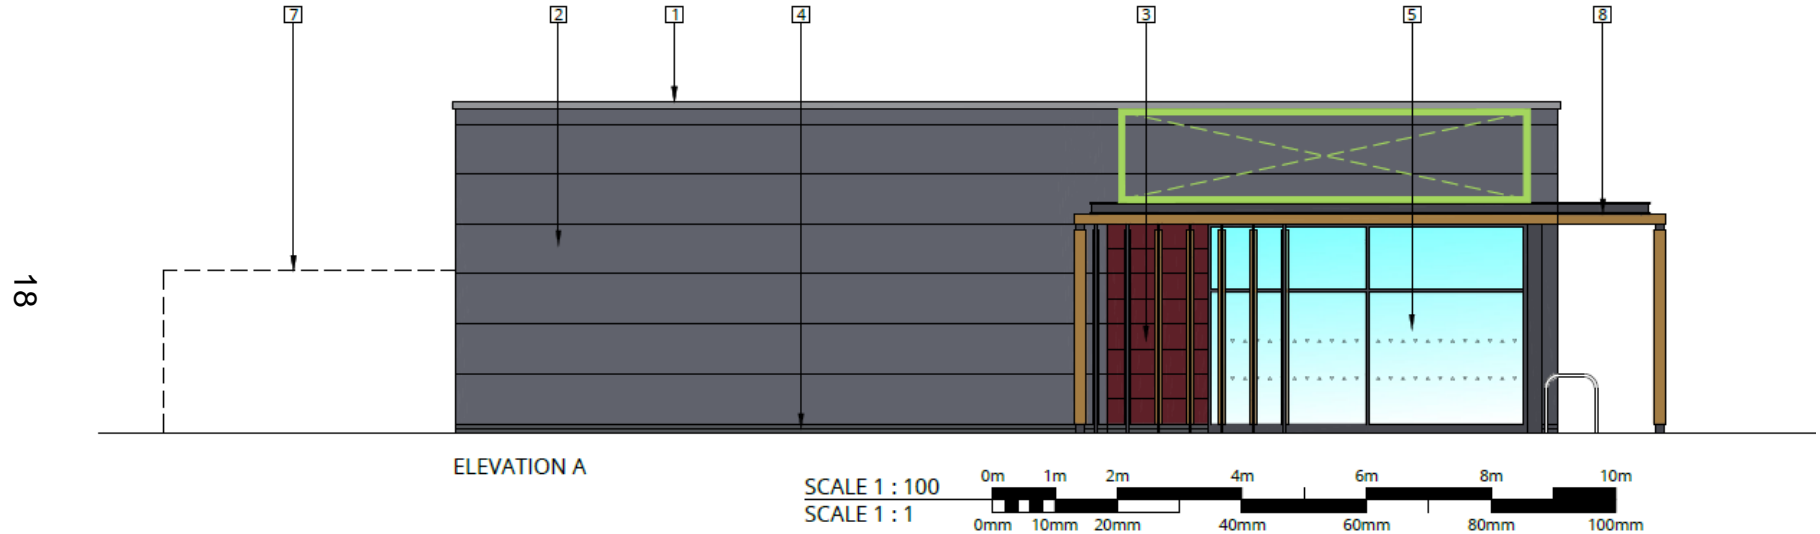 7 2 1 4 3 5 8
18
ELEVATION A
SCALE 1 : 100
0m 1m 2m 4m 6m 8m 10m
SCALE 1 : 1
0mm 10mm 20mm 40mm 60mm 80mm 100mm